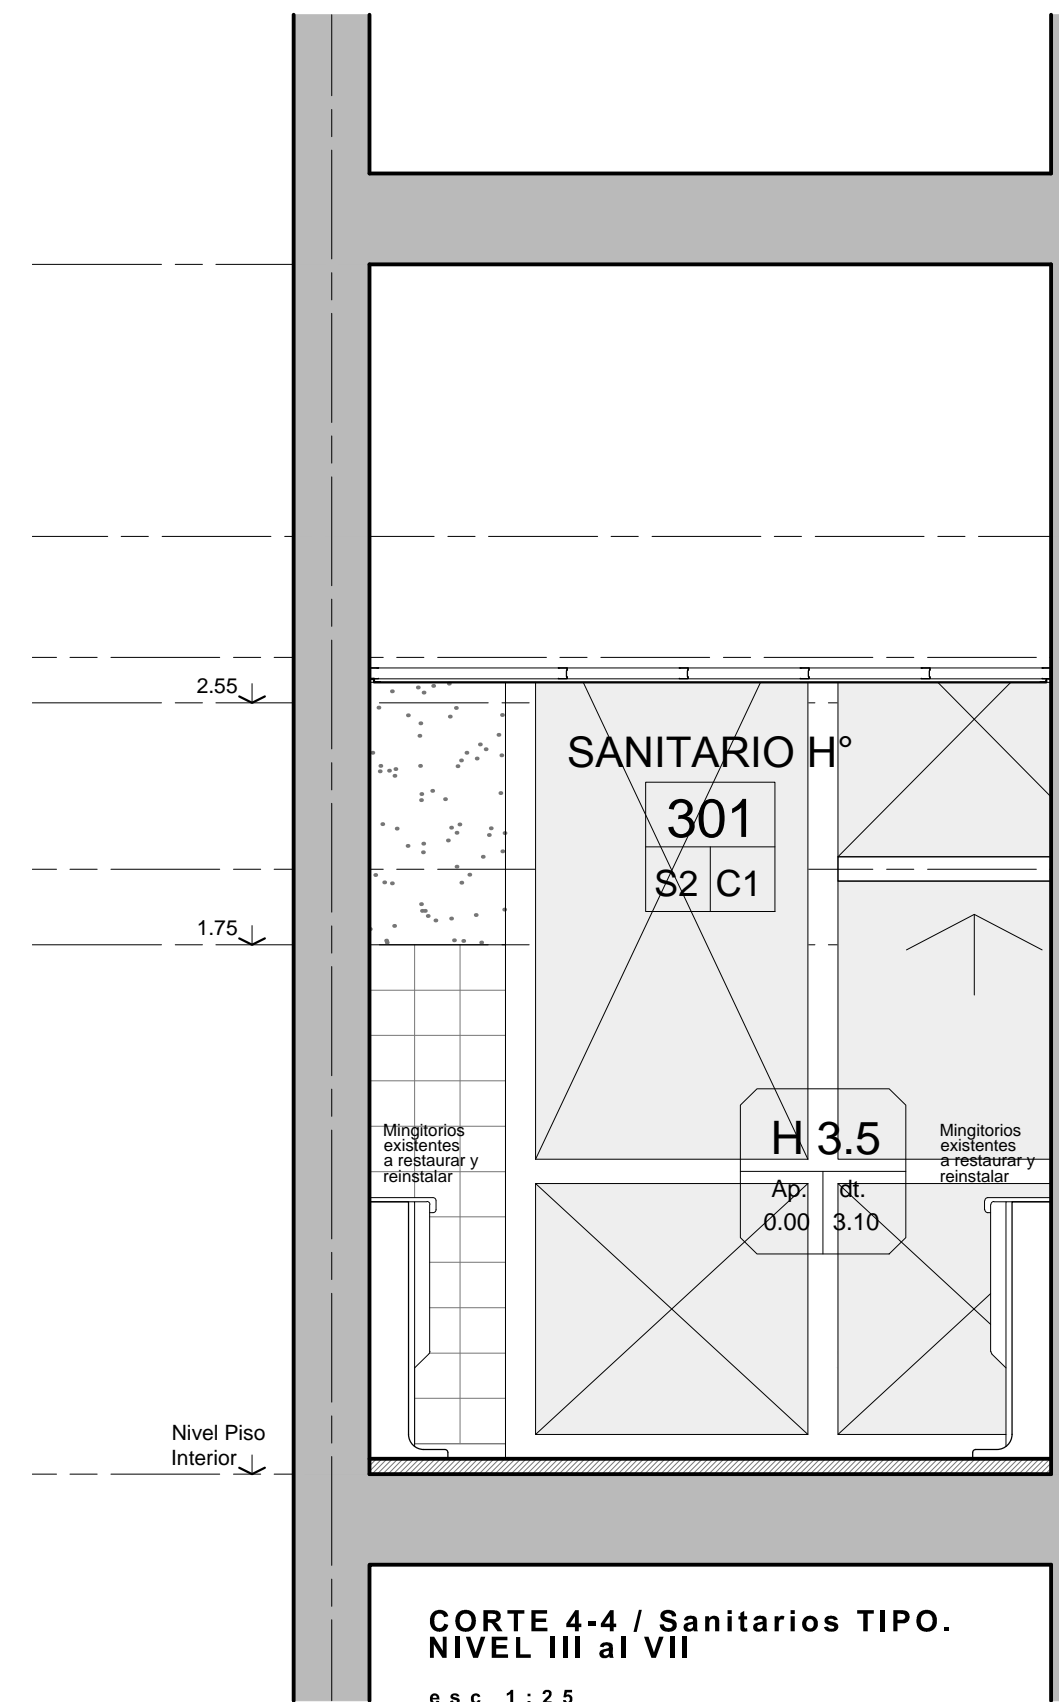 2.55
SANITARIO H°
301
S2 C1
1.75
Mingitorios
existentes
a restaurar y
reinstalar
H 3.5
Ap. dt.
0.00 3.10
Mingitorios
existentes
a restaurar y
reinstalar
Nivel Piso
Interior
CORTE 4-4 / Sanitarios TIPO.
NIVEL III al VII
esc 1:25